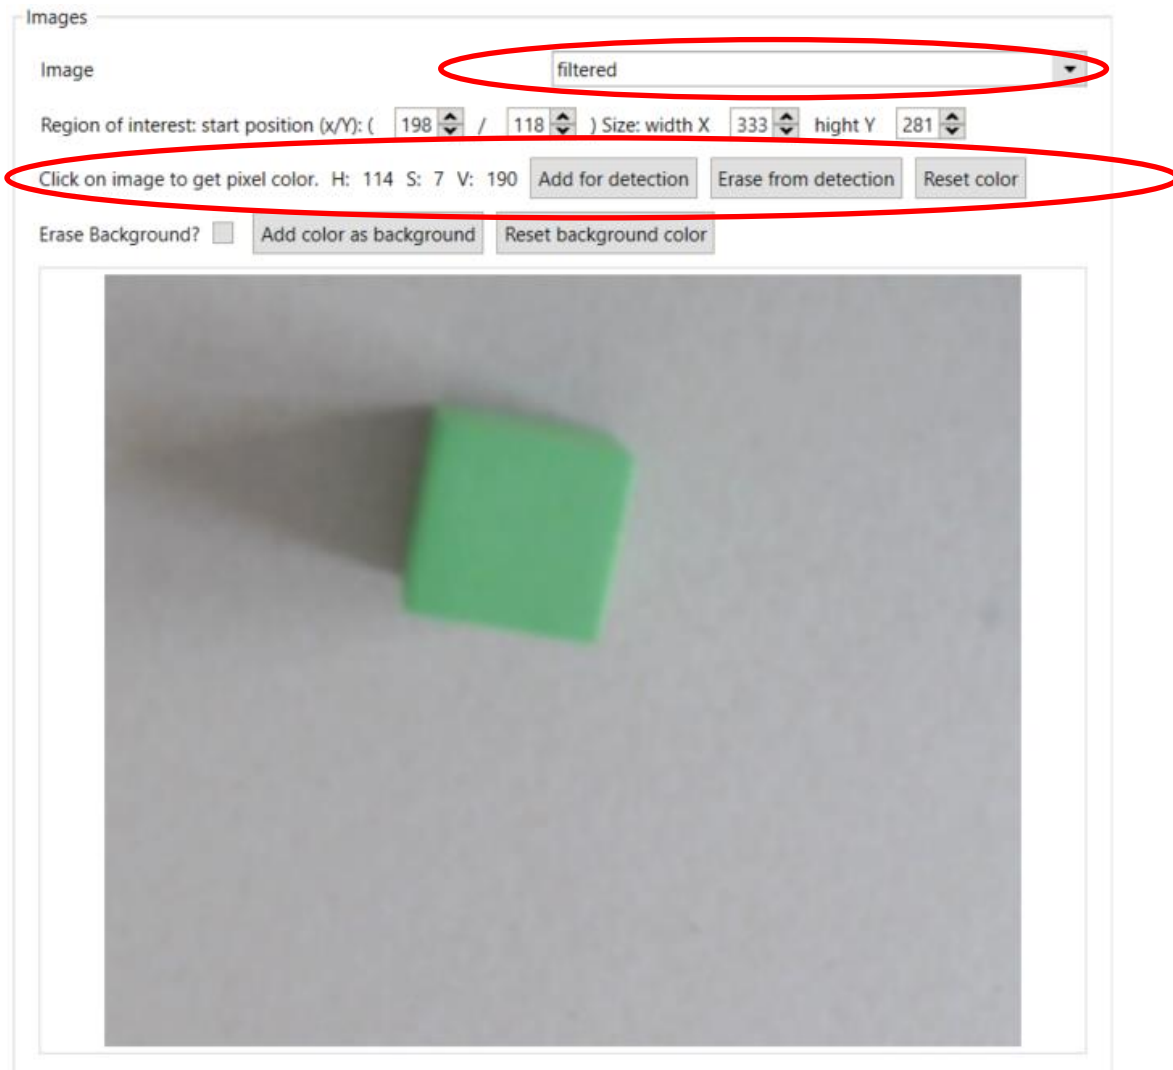 Images
Image filtered
Region of interest: start position (x/Y): ( 198 / 118 ) Size: width X 333 hight Y 281
Click on image to get pixel color. H: 114 S: 7 V: 190 Add for detection Erase from detection Reset color
Erase Background? Add color as background Reset background color